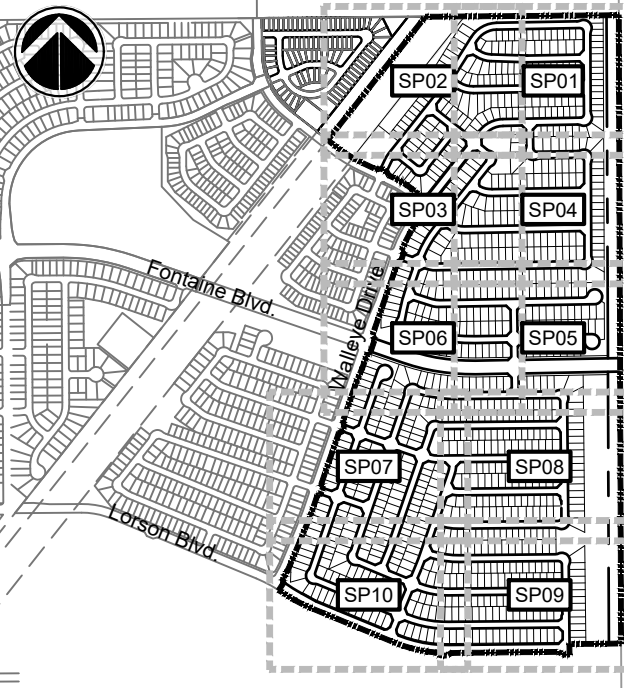 SP02
SP01
SP03
SP04
Fontaine Blvd.
Walleye Drive
SP06
SP05
SP07
SP08
Lorson Blvd.
SP10
SP09